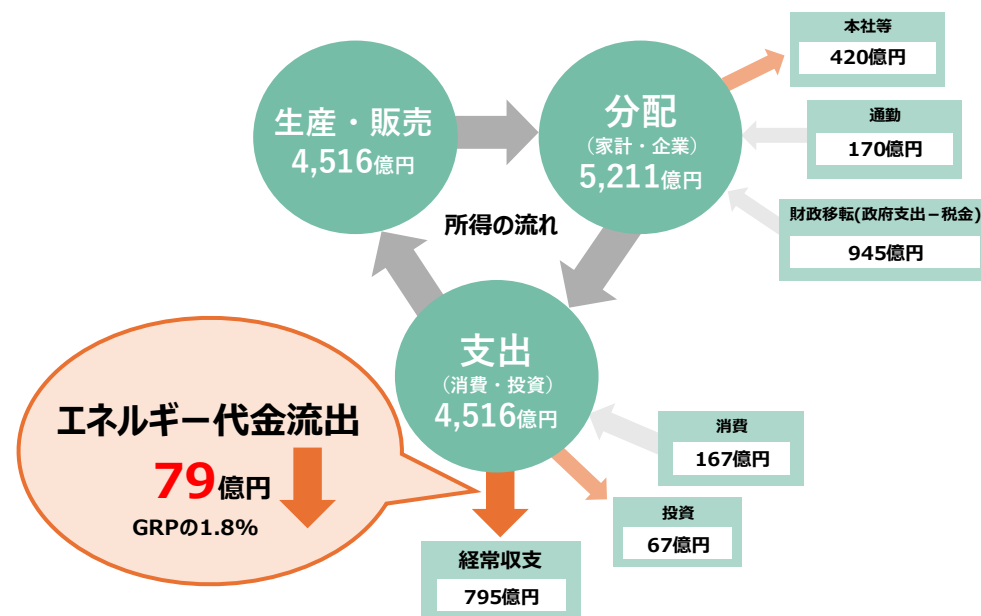 生産・販売
4,516億円
分配
（家計・企業）
5,211億円
本社等
420億円
通勤
170億円
財政移転(政府支出－税金)
945億円
所得の流れ
支出
（消費・投資）
4,516億円
エネルギー代金流出
79億円
GRPの1.8%
消費
167億円
投資
67億円
経常収支
795億円